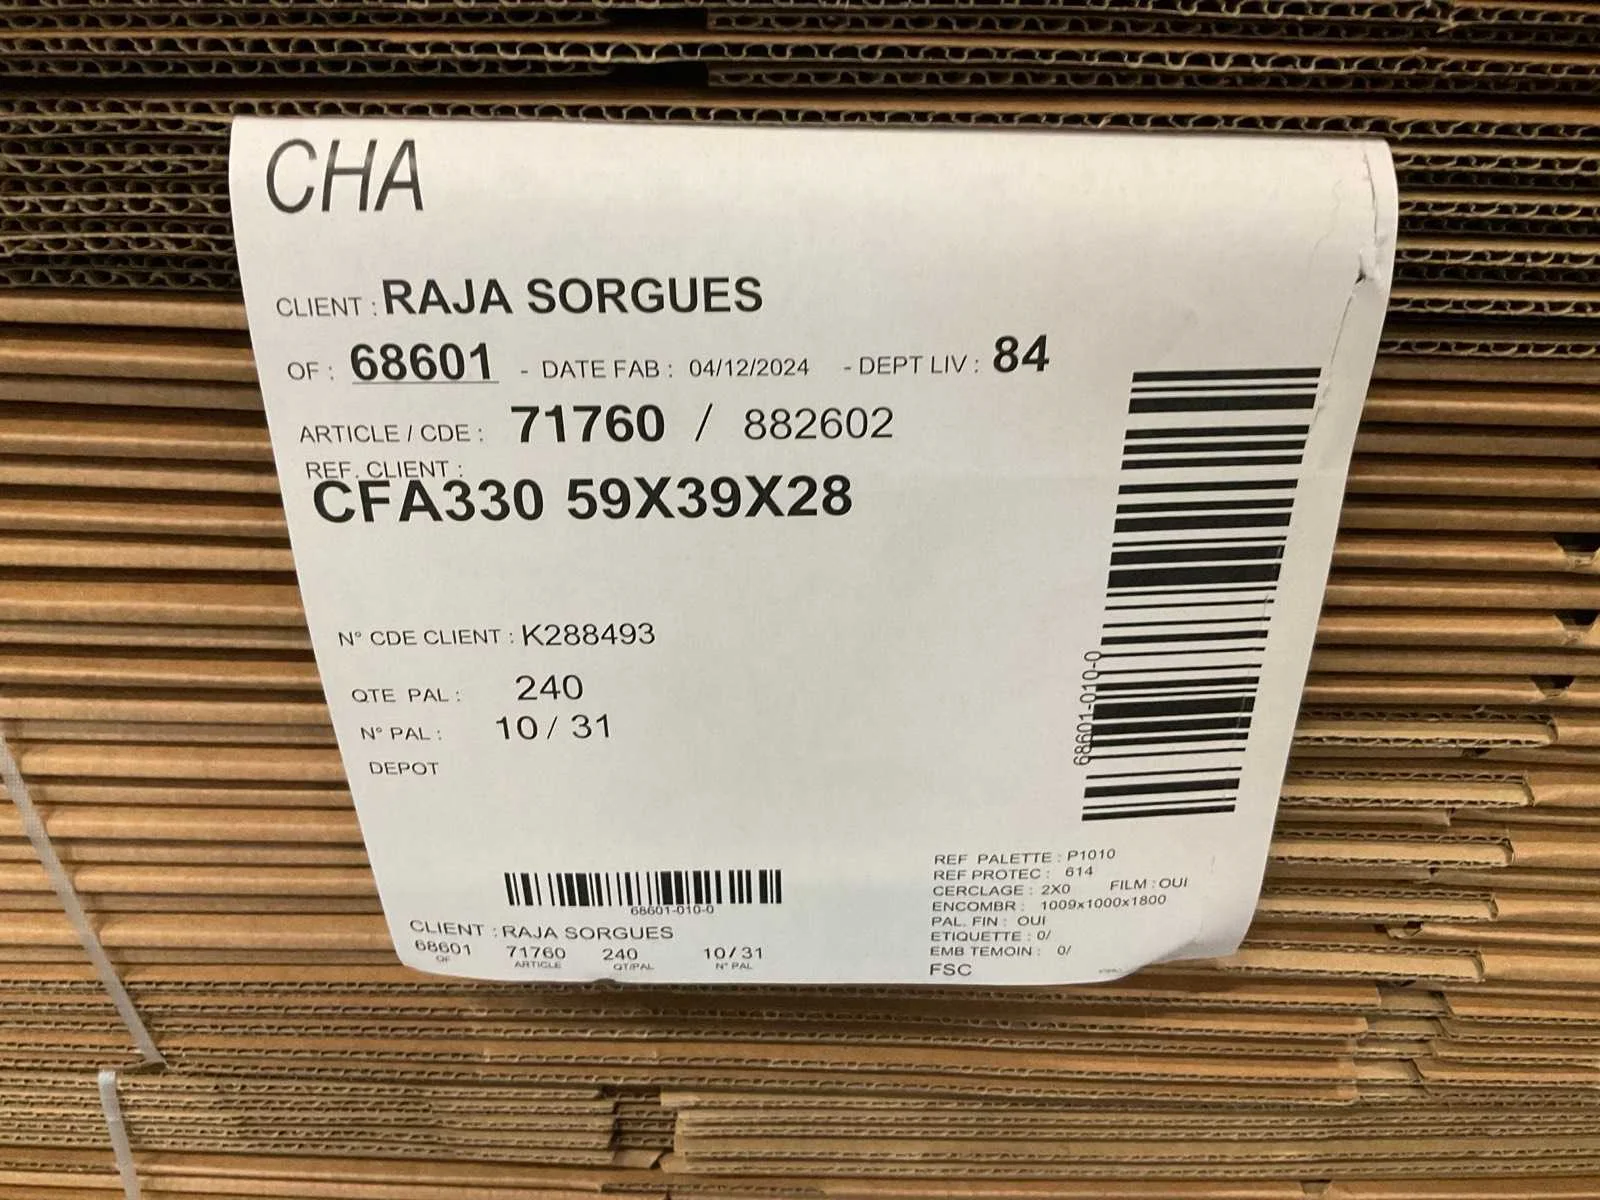 CHA
CLIENT : RAJA SORGUES
OF : 68601 - DATE FAB : 04/12/2024 - DEPT LIV : 84
ARTICLE / CDE : 71760 / 882602
REF. CLIENT :
CFA330 59X39X28
N° CDE CLIENT : K288493
QTE PAL : 240
N° PAL : 10 / 31
DEPOT
68601-010-0
68601-010-0
CLIENT : RAJA SORGUES
68601 71760 240 10 / 31
OF ARTICLE QT/PAL N° PAL
REF PALETTE : P1010
REF PROTEC : 614
CERCLAGE : 2X0 FILM : OUI
ENCOMBR : 1009x1000x1800
PAL. FIN : OUI
ETIQUETTE : 0/
EMB TEMOIN : 0/
FSC